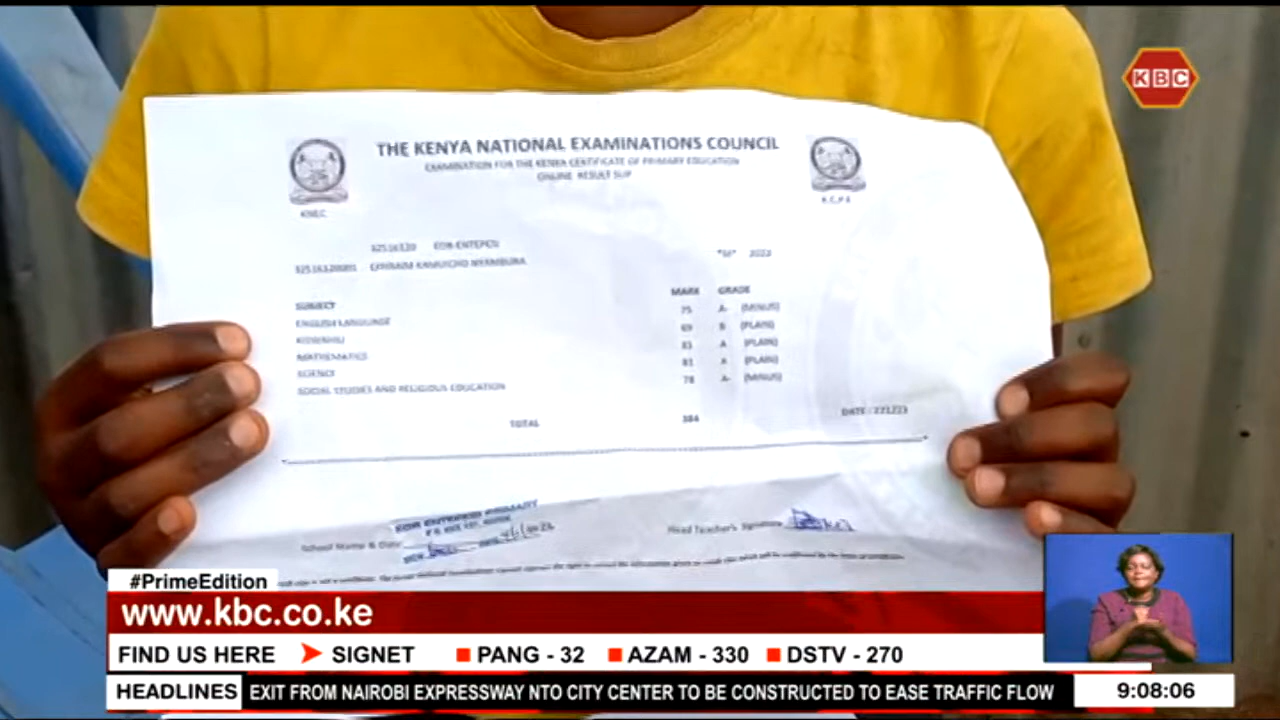 KBC
THE KENYA NATIONAL EXAMINATIONS COUNCIL
EXAMINATION FOR THE KENYA CERTIFICATE OF PRIMARY EDUCATION
ONLINE RESULT SLIP
KNEC
K.C.P.E
"M" 2022
MARK GRADE
SUBJECT
ENGLISH LANGUAGE 75 A- (MINUS)
KISWAHILI 69 B (PLAIN)
MATHEMATICS 81 A (PLAIN)
SCIENCE 81 A (PLAIN)
SOCIAL STUDIES AND RELIGIOUS EDUCATION 78 A- (MINUS)
TOTAL 384
DATE :
PRIMARY
School Name & Date
Head Teacher's Signature
#PrimeEdition
www.kbc.co.ke
FIND US HERE SIGNET PANG - 32 AZAM - 330 DSTV - 270
HEADLINES EXIT FROM NAIROBI EXPRESSWAY NTO CITY CENTER TO BE CONSTRUCTED TO EASE TRAFFIC FLOW 9:08:06